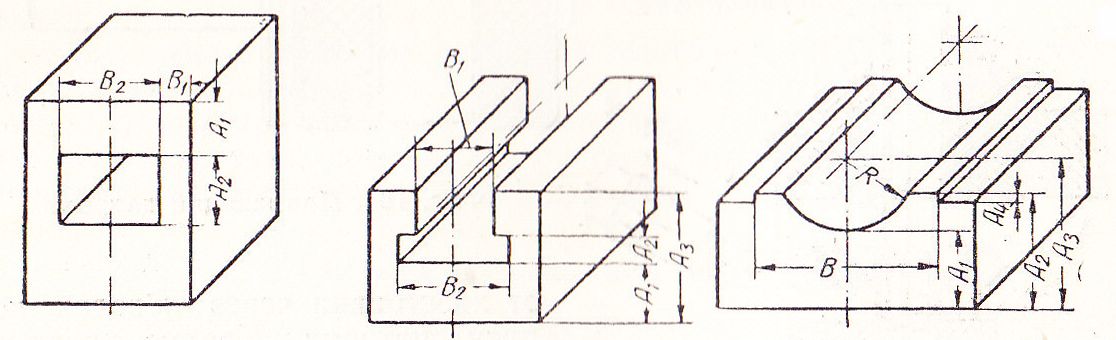 B₂ B₁
A₁
A₂
B₁
A₂
A₃
A₁
B₂
R
A₄
B
A₁
A₂
A₃